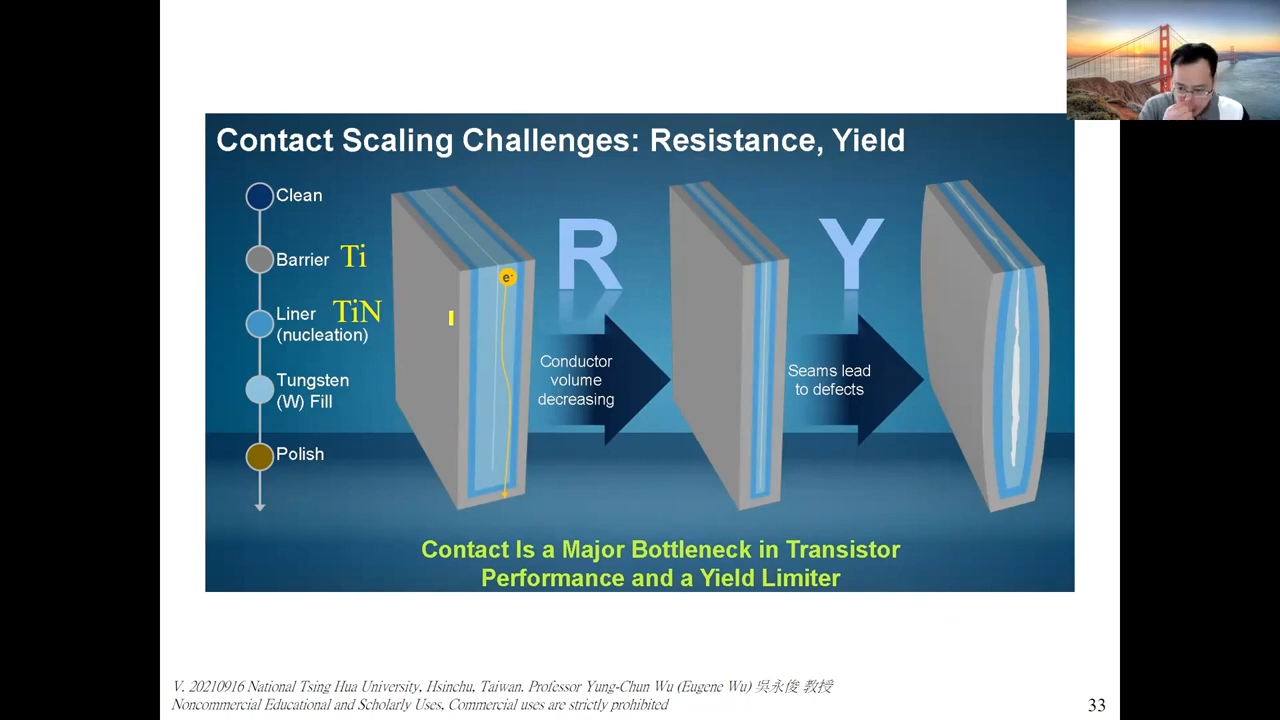 Contact Scaling Challenges: Resistance, Yield
Clean
Barrier Ti
Liner TiN
(nucleation)
Tungsten
(W) Fill
Polish
e-
R
Conductor
volume
decreasing
Y
Seams lead
to defects
Contact Is a Major Bottleneck in Transistor
Performance and a Yield Limiter
V. 20210916 National Tsing Hua University, Hsinchu, Taiwan. Professor Yung-Chun Wu (Eugene Wu) 吳永俊 教授
Noncommercial Educational and Scholarly Uses, Commercial uses are strictly prohibited
33